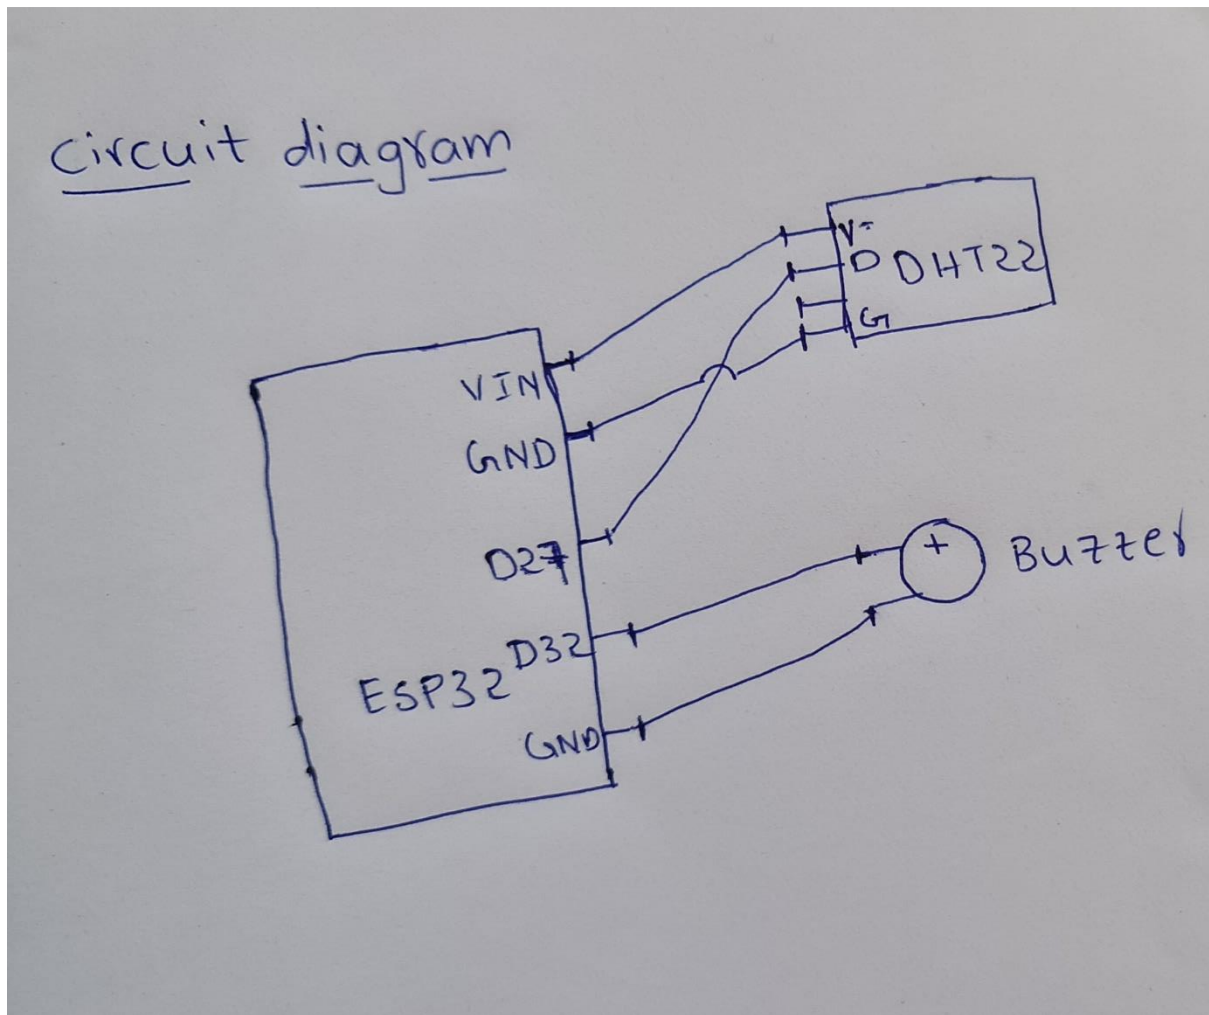 circuit diagram
V-
D DHT22
G
VIN
GND
D27
D32
ESP32
GND
+ Buzzer